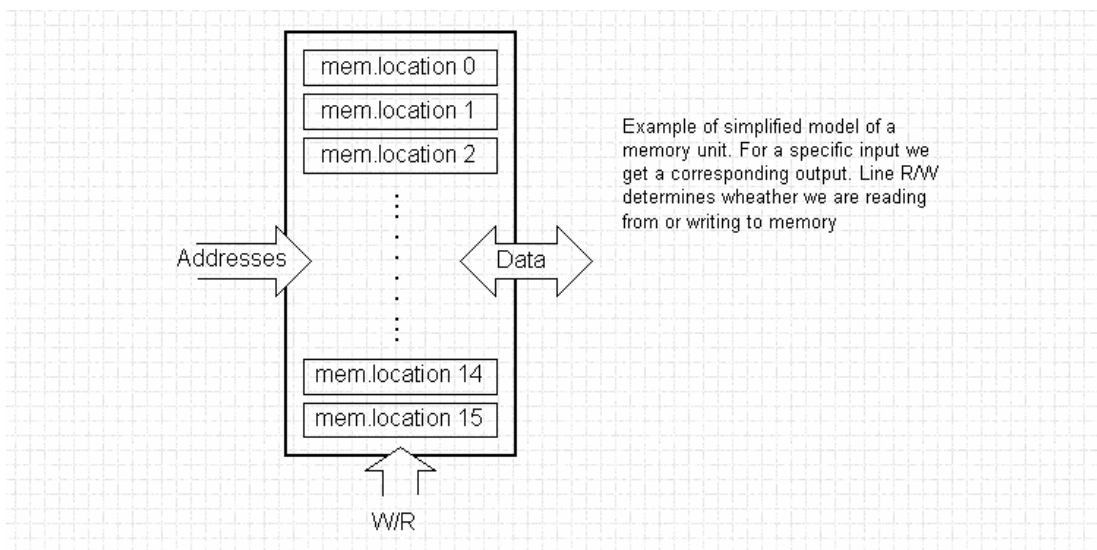 mem.location 0
mem.location 1
mem.location 2
Example of simplified model of a
memory unit. For a specific input we
get a corresponding output. Line R/W
determines wheather we are reading
from or writing to memory
Addresses
Data
mem.location 14
mem.location 15
W/R